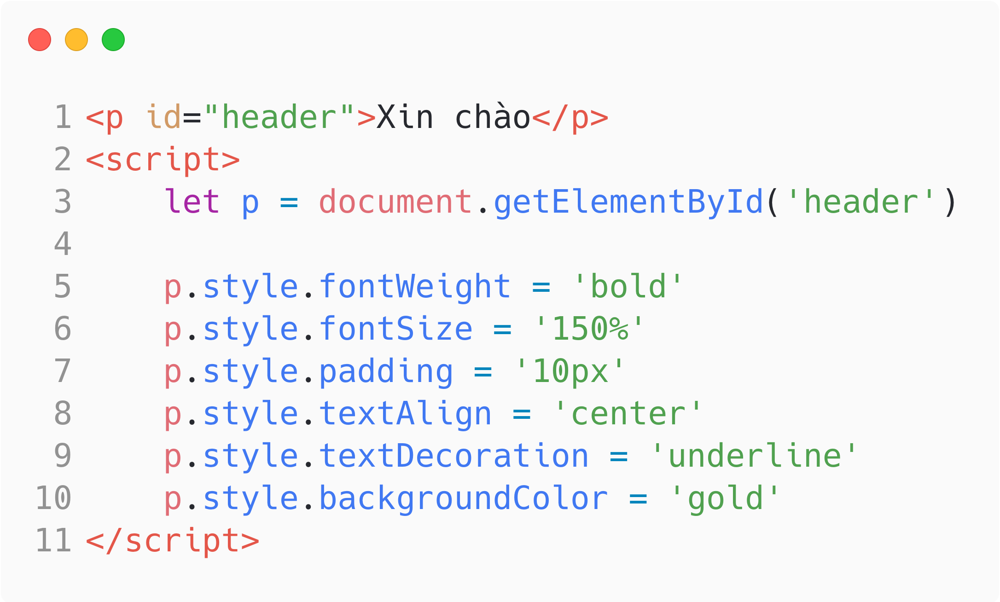 1 <p id="header">Xin chào</p>
2 <script>
3     let p = document.getElementById('header')
4
5     p.style.fontWeight = 'bold'
6     p.style.fontSize = '150%'
7     p.style.padding = '10px'
8     p.style.textAlign = 'center'
9     p.style.textDecoration = 'underline'
10     p.style.backgroundColor = 'gold'
11 </script>